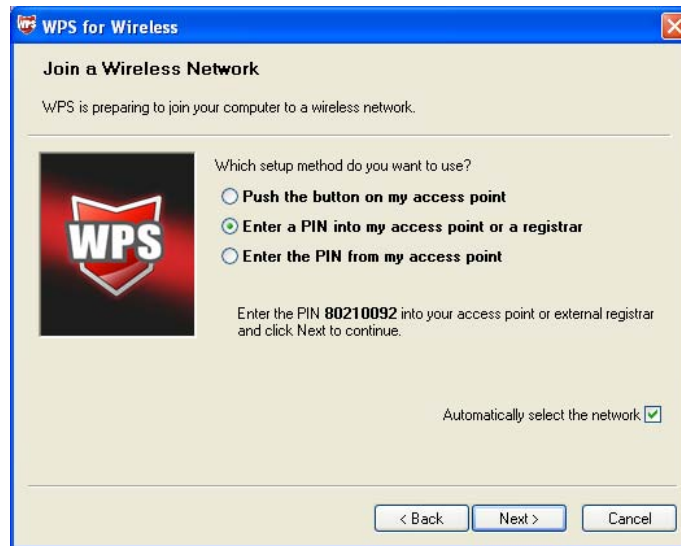 WPS for Wireless
Join a Wireless Network
WPS is preparing to join your computer to a wireless network.
WPS
Which setup method do you want to use?
Push the button on my access point
Enter a PIN into my access point or a registrar
Enter the PIN from my access point
Enter the PIN 80210092 into your access point or external registrar
and click Next to continue.
Automatically select the network
< Back
Next >
Cancel